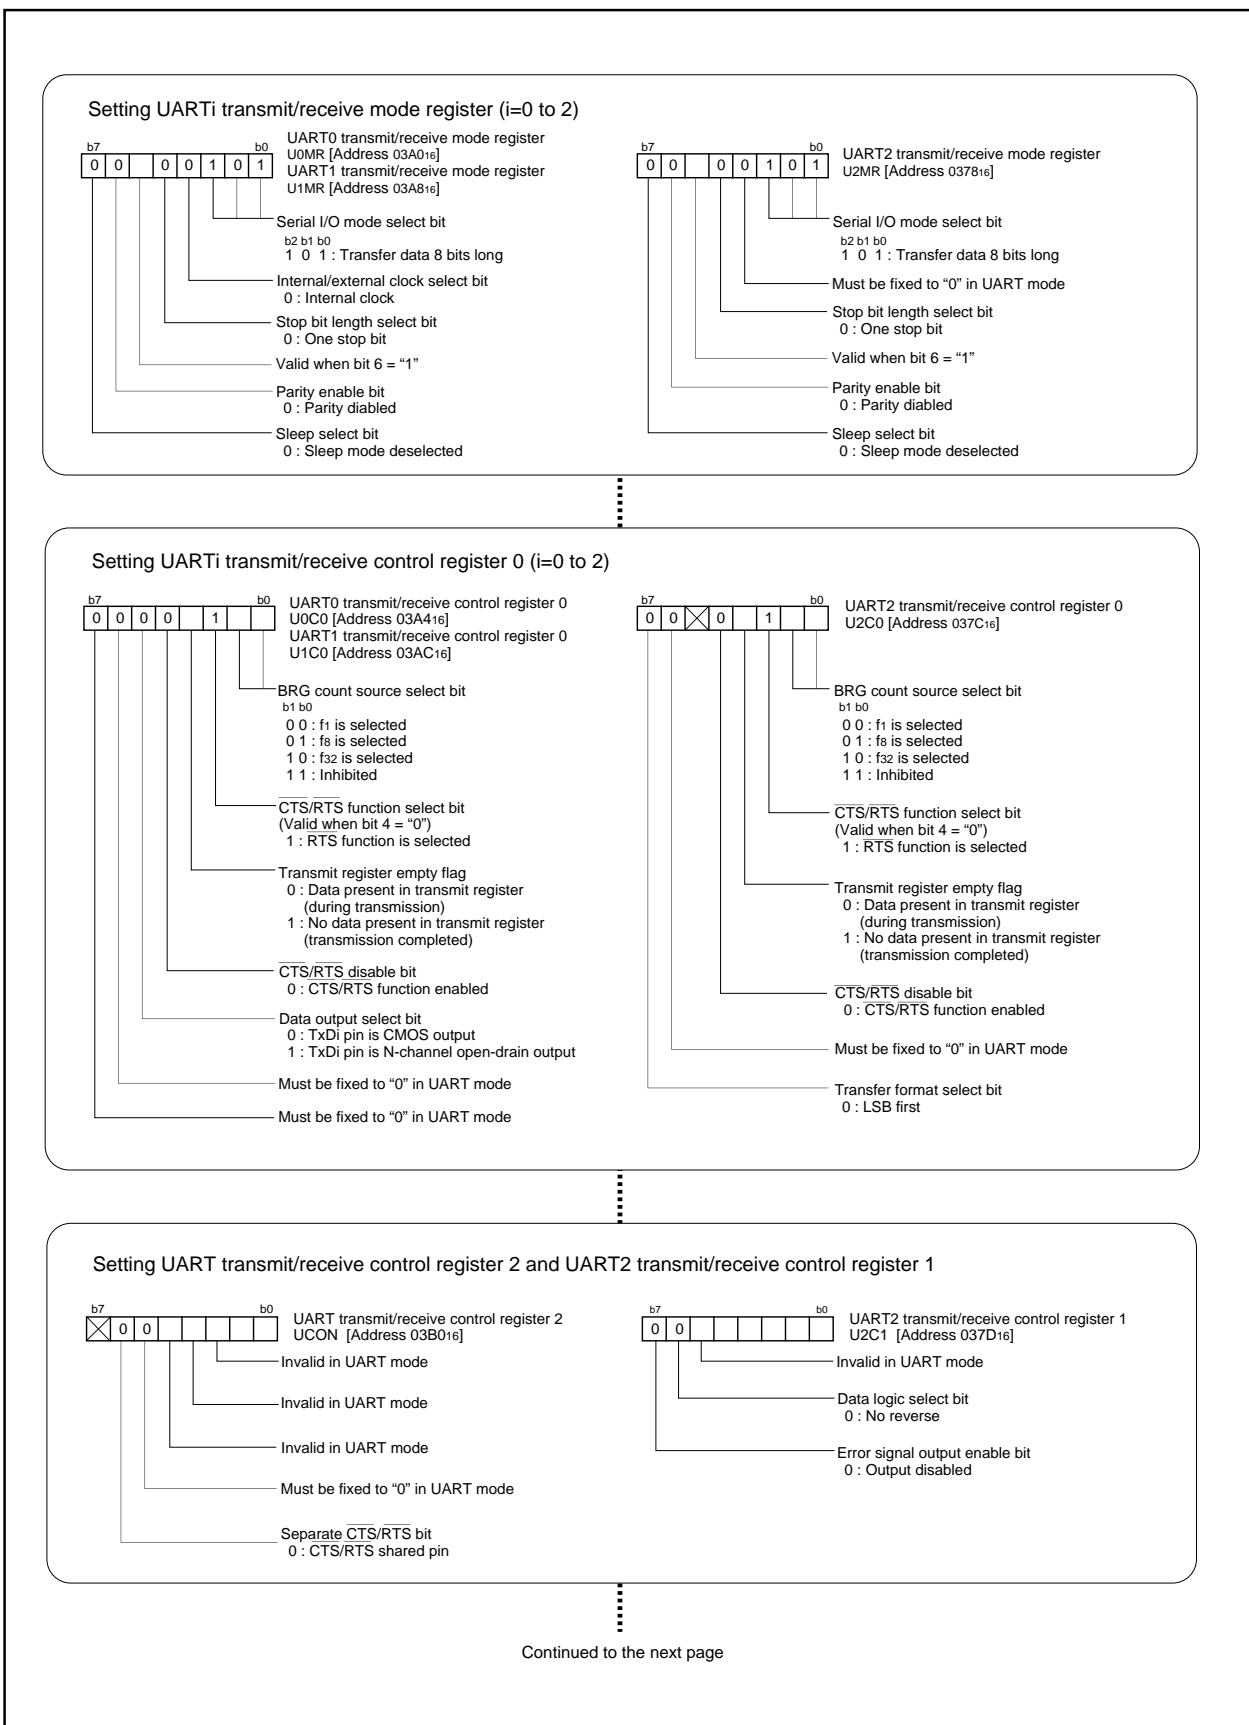 Setting UARTi transmit/receive mode register (i=0 to 2)
b7 b0
0 0 0 0 1 0 1
UART0 transmit/receive mode register
U0MR [Address 03A016]
UART1 transmit/receive mode register
U1MR [Address 03A816]
Serial I/O mode select bit
b2 b1 b0
1 0 1 : Transfer data 8 bits long
Internal/external clock select bit
0 : Internal clock
Stop bit length select bit
0 : One stop bit
Valid when bit 6 = “1”
Parity enable bit
0 : Parity diabled
Sleep select bit
0 : Sleep mode deselected
b7 b0
0 0 0 0 1 0 1
UART2 transmit/receive mode register
U2MR [Address 037816]
Serial I/O mode select bit
b2 b1 b0
1 0 1 : Transfer data 8 bits long
Must be fixed to “0” in UART mode
Stop bit length select bit
0 : One stop bit
Valid when bit 6 = “1”
Parity enable bit
0 : Parity diabled
Sleep select bit
0 : Sleep mode deselected
Setting UARTi transmit/receive control register 0 (i=0 to 2)
b7 b0
0 0 0 0 1
UART0 transmit/receive control register 0
U0C0 [Address 03A416]
UART1 transmit/receive control register 0
U1C0 [Address 03AC16]
BRG count source select bit
b1 b0
0 0 : f1 is selected
0 1 : f8 is selected
1 0 : f32 is selected
1 1 : Inhibited
CTS/RTS function select bit
(Valid when bit 4 = “0”)
1 : RTS function is selected
Transmit register empty flag
0 : Data present in transmit register
(during transmission)
1 : No data present in transmit register
(transmission completed)
CTS/RTS disable bit
0 : CTS/RTS function enabled
Data output select bit
0 : TxDi pin is CMOS output
1 : TxDi pin is N-channel open-drain output
Must be fixed to “0” in UART mode
Must be fixed to “0” in UART mode
b7 b0
0 0 0 1
UART2 transmit/receive control register 0
U2C0 [Address 037C16]
BRG count source select bit
b1 b0
0 0 : f1 is selected
0 1 : f8 is selected
1 0 : f32 is selected
1 1 : Inhibited
CTS/RTS function select bit
(Valid when bit 4 = “0”)
1 : RTS function is selected
Transmit register empty flag
0 : Data present in transmit register
(during transmission)
1 : No data present in transmit register
(transmission completed)
CTS/RTS disable bit
0 : CTS/RTS function enabled
Must be fixed to “0” in UART mode
Transfer format select bit
0 : LSB first
Setting UART transmit/receive control register 2 and UART2 transmit/receive control register 1
b7 b0
0 0
UART transmit/receive control register 2
UCON [Address 03B016]
Invalid in UART mode
Invalid in UART mode
Invalid in UART mode
Must be fixed to “0” in UART mode
Separate CTS/RTS bit
0 : CTS/RTS shared pin
b7 b0
0 0
UART2 transmit/receive control register 1
U2C1 [Address 037D16]
Invalid in UART mode
Data logic select bit
0 : No reverse
Error signal output enable bit
0 : Output disabled
Continued to the next page